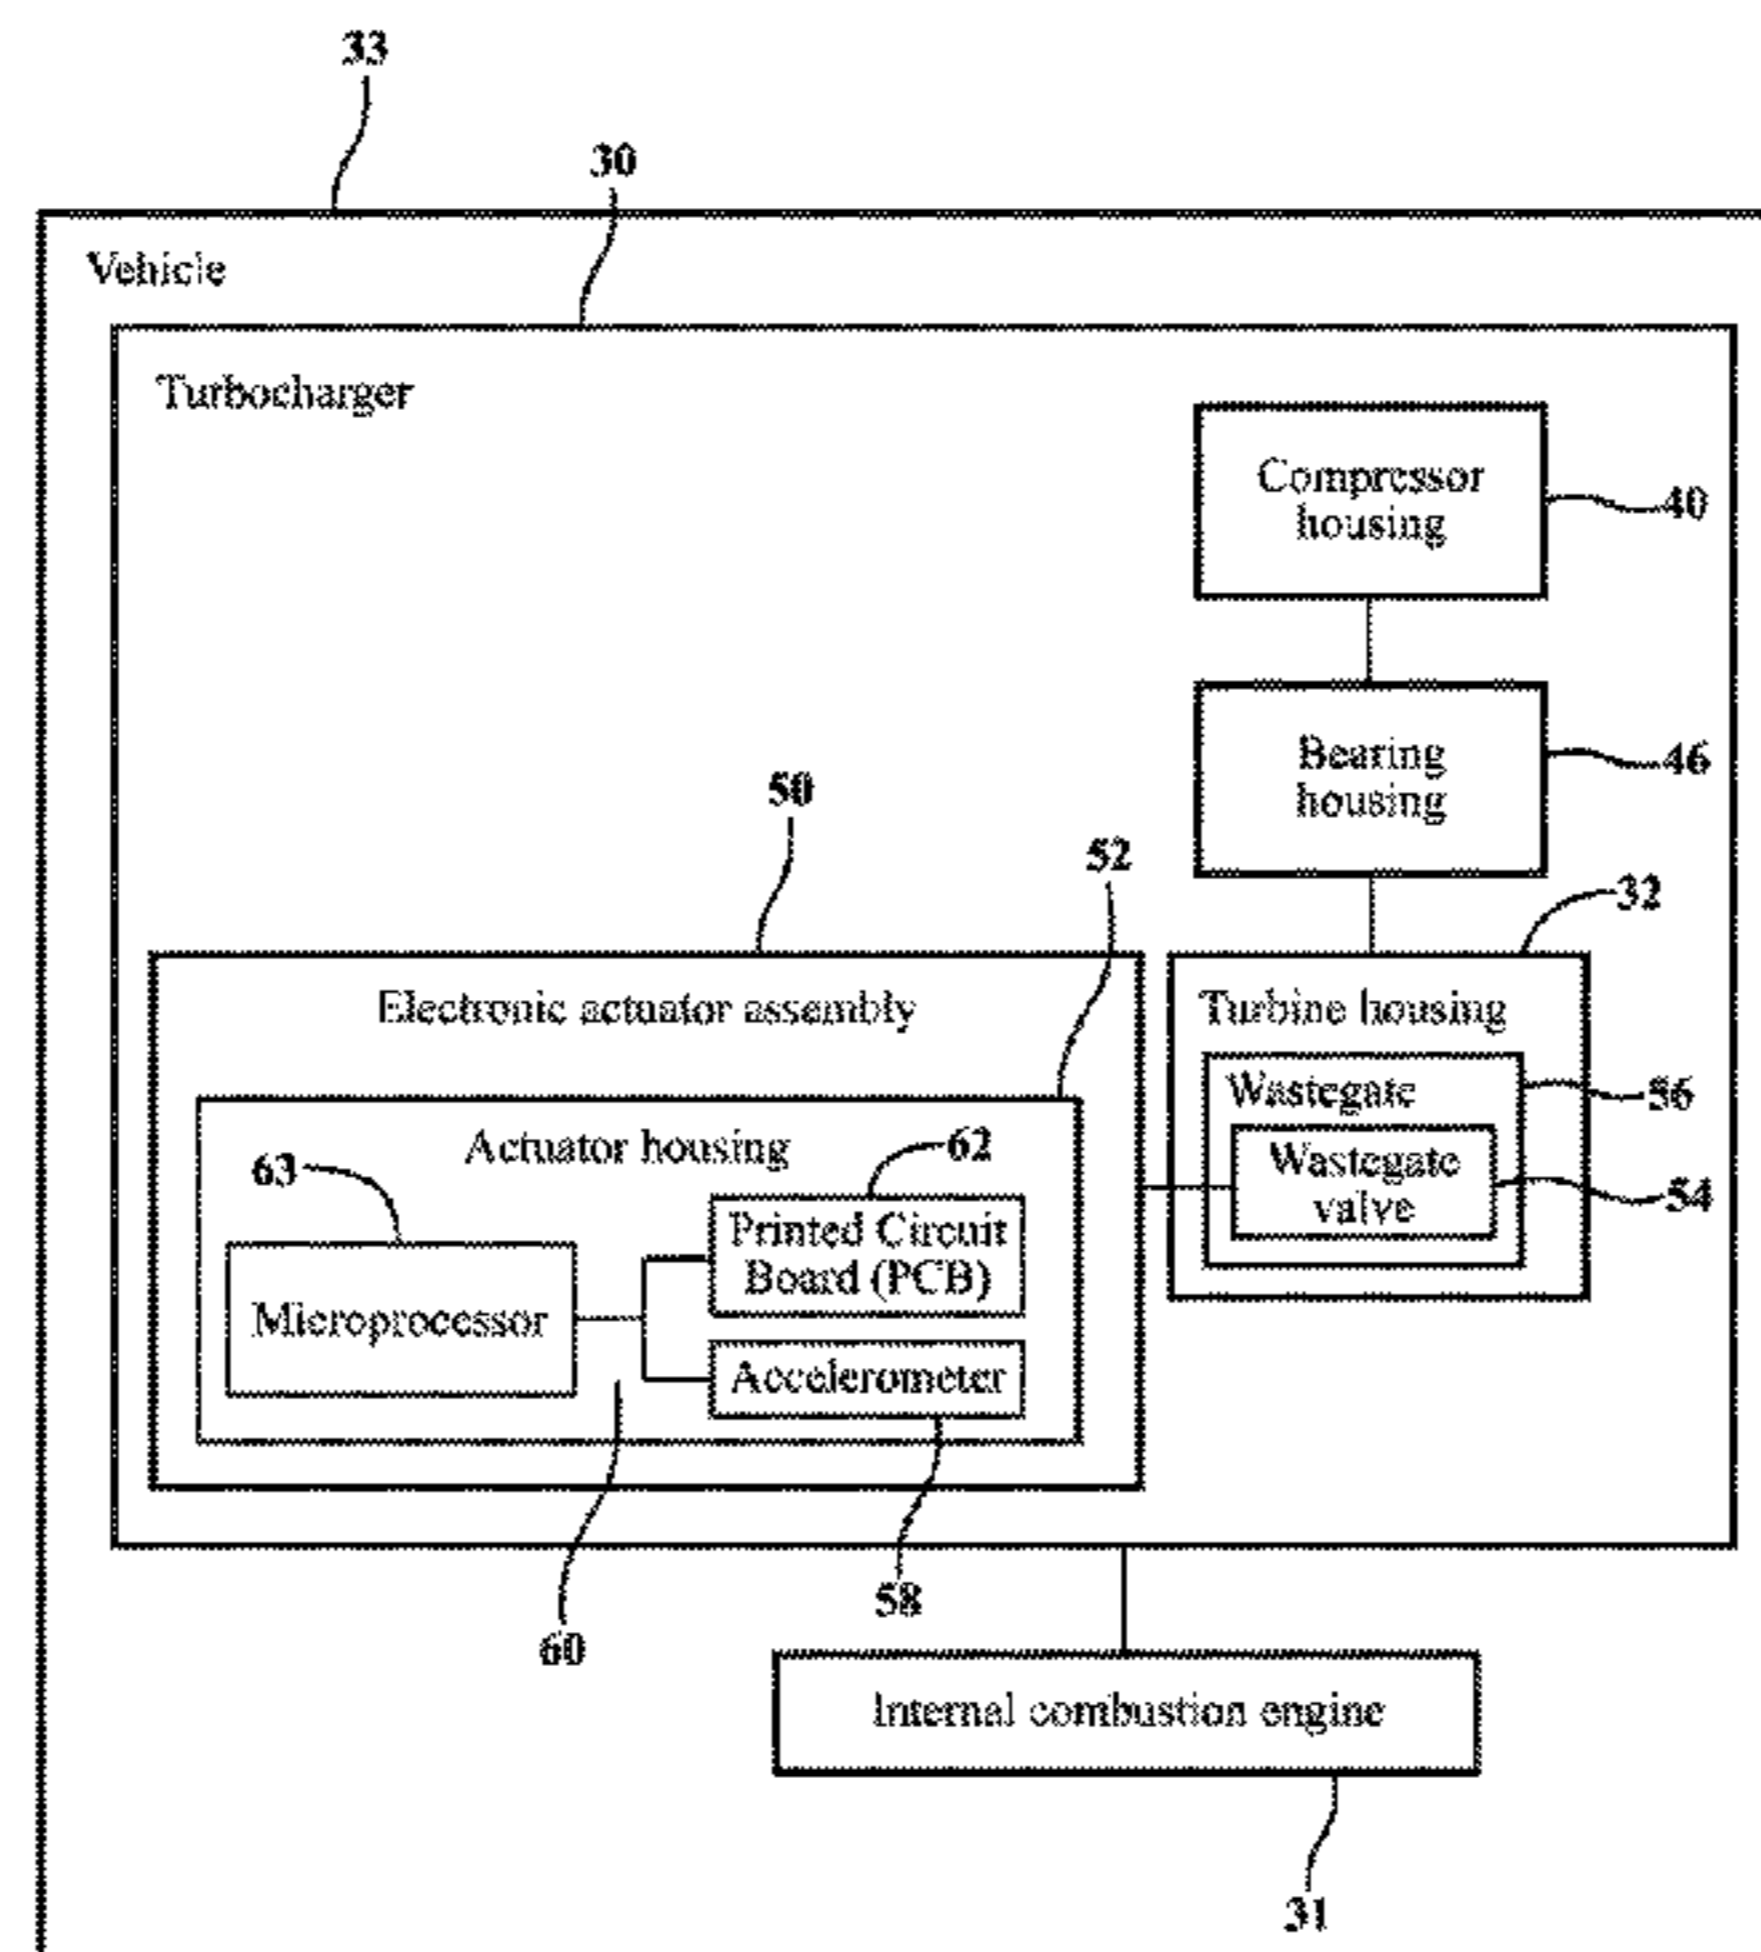 33
30
Vehicle
Turbocharger
Compressor
housing
40
Bearing
housing
46
50
52
32
Electronic actuator assembly
Turbine housing
Wastegate
56
Wastegate
valve
54
Actuator housing
63
62
Printed Circuit
Board (PCB)
Microprocessor
Accelerometer
58
60
Internal combustion engine
31